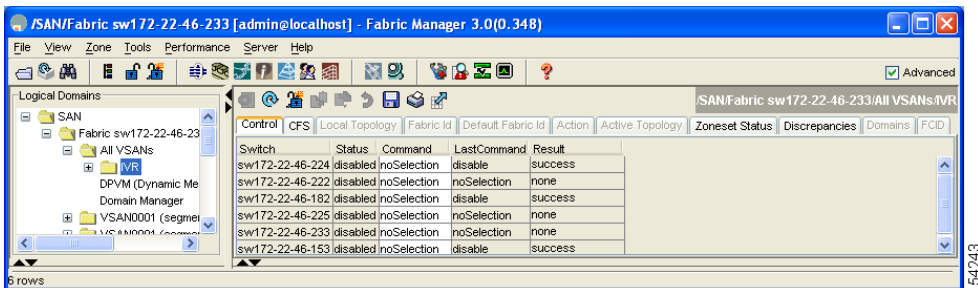 /SAN/Fabric sw172-22-46-233 [admin@localhost] - Fabric Manager 3.0(0.348)
File View Zone Tools Performance Server Help
Advanced
Logical Domains
SAN
Fabric sw172-22-46-23
All VSANs
IVR
DPVM (Dynamic Me
Domain Manager
VSAN0001 (segmer
/SAN/Fabric sw172-22-46-233/All VSANs/IVR
Control CFS Local Topology Fabric Id Default Fabric Id Action Active Topology Zoneset Status Discrepancies Domains FCID
Switch Status Command LastCommand Result
sw172-22-46-224 disabled noSelection disable success
sw172-22-46-222 disabled noSelection noSelection none
sw172-22-46-182 disabled noSelection disable success
sw172-22-46-225 disabled noSelection noSelection none
sw172-22-46-233 disabled noSelection noSelection none
sw172-22-46-153 disabled noSelection disable success
6 rows
54243